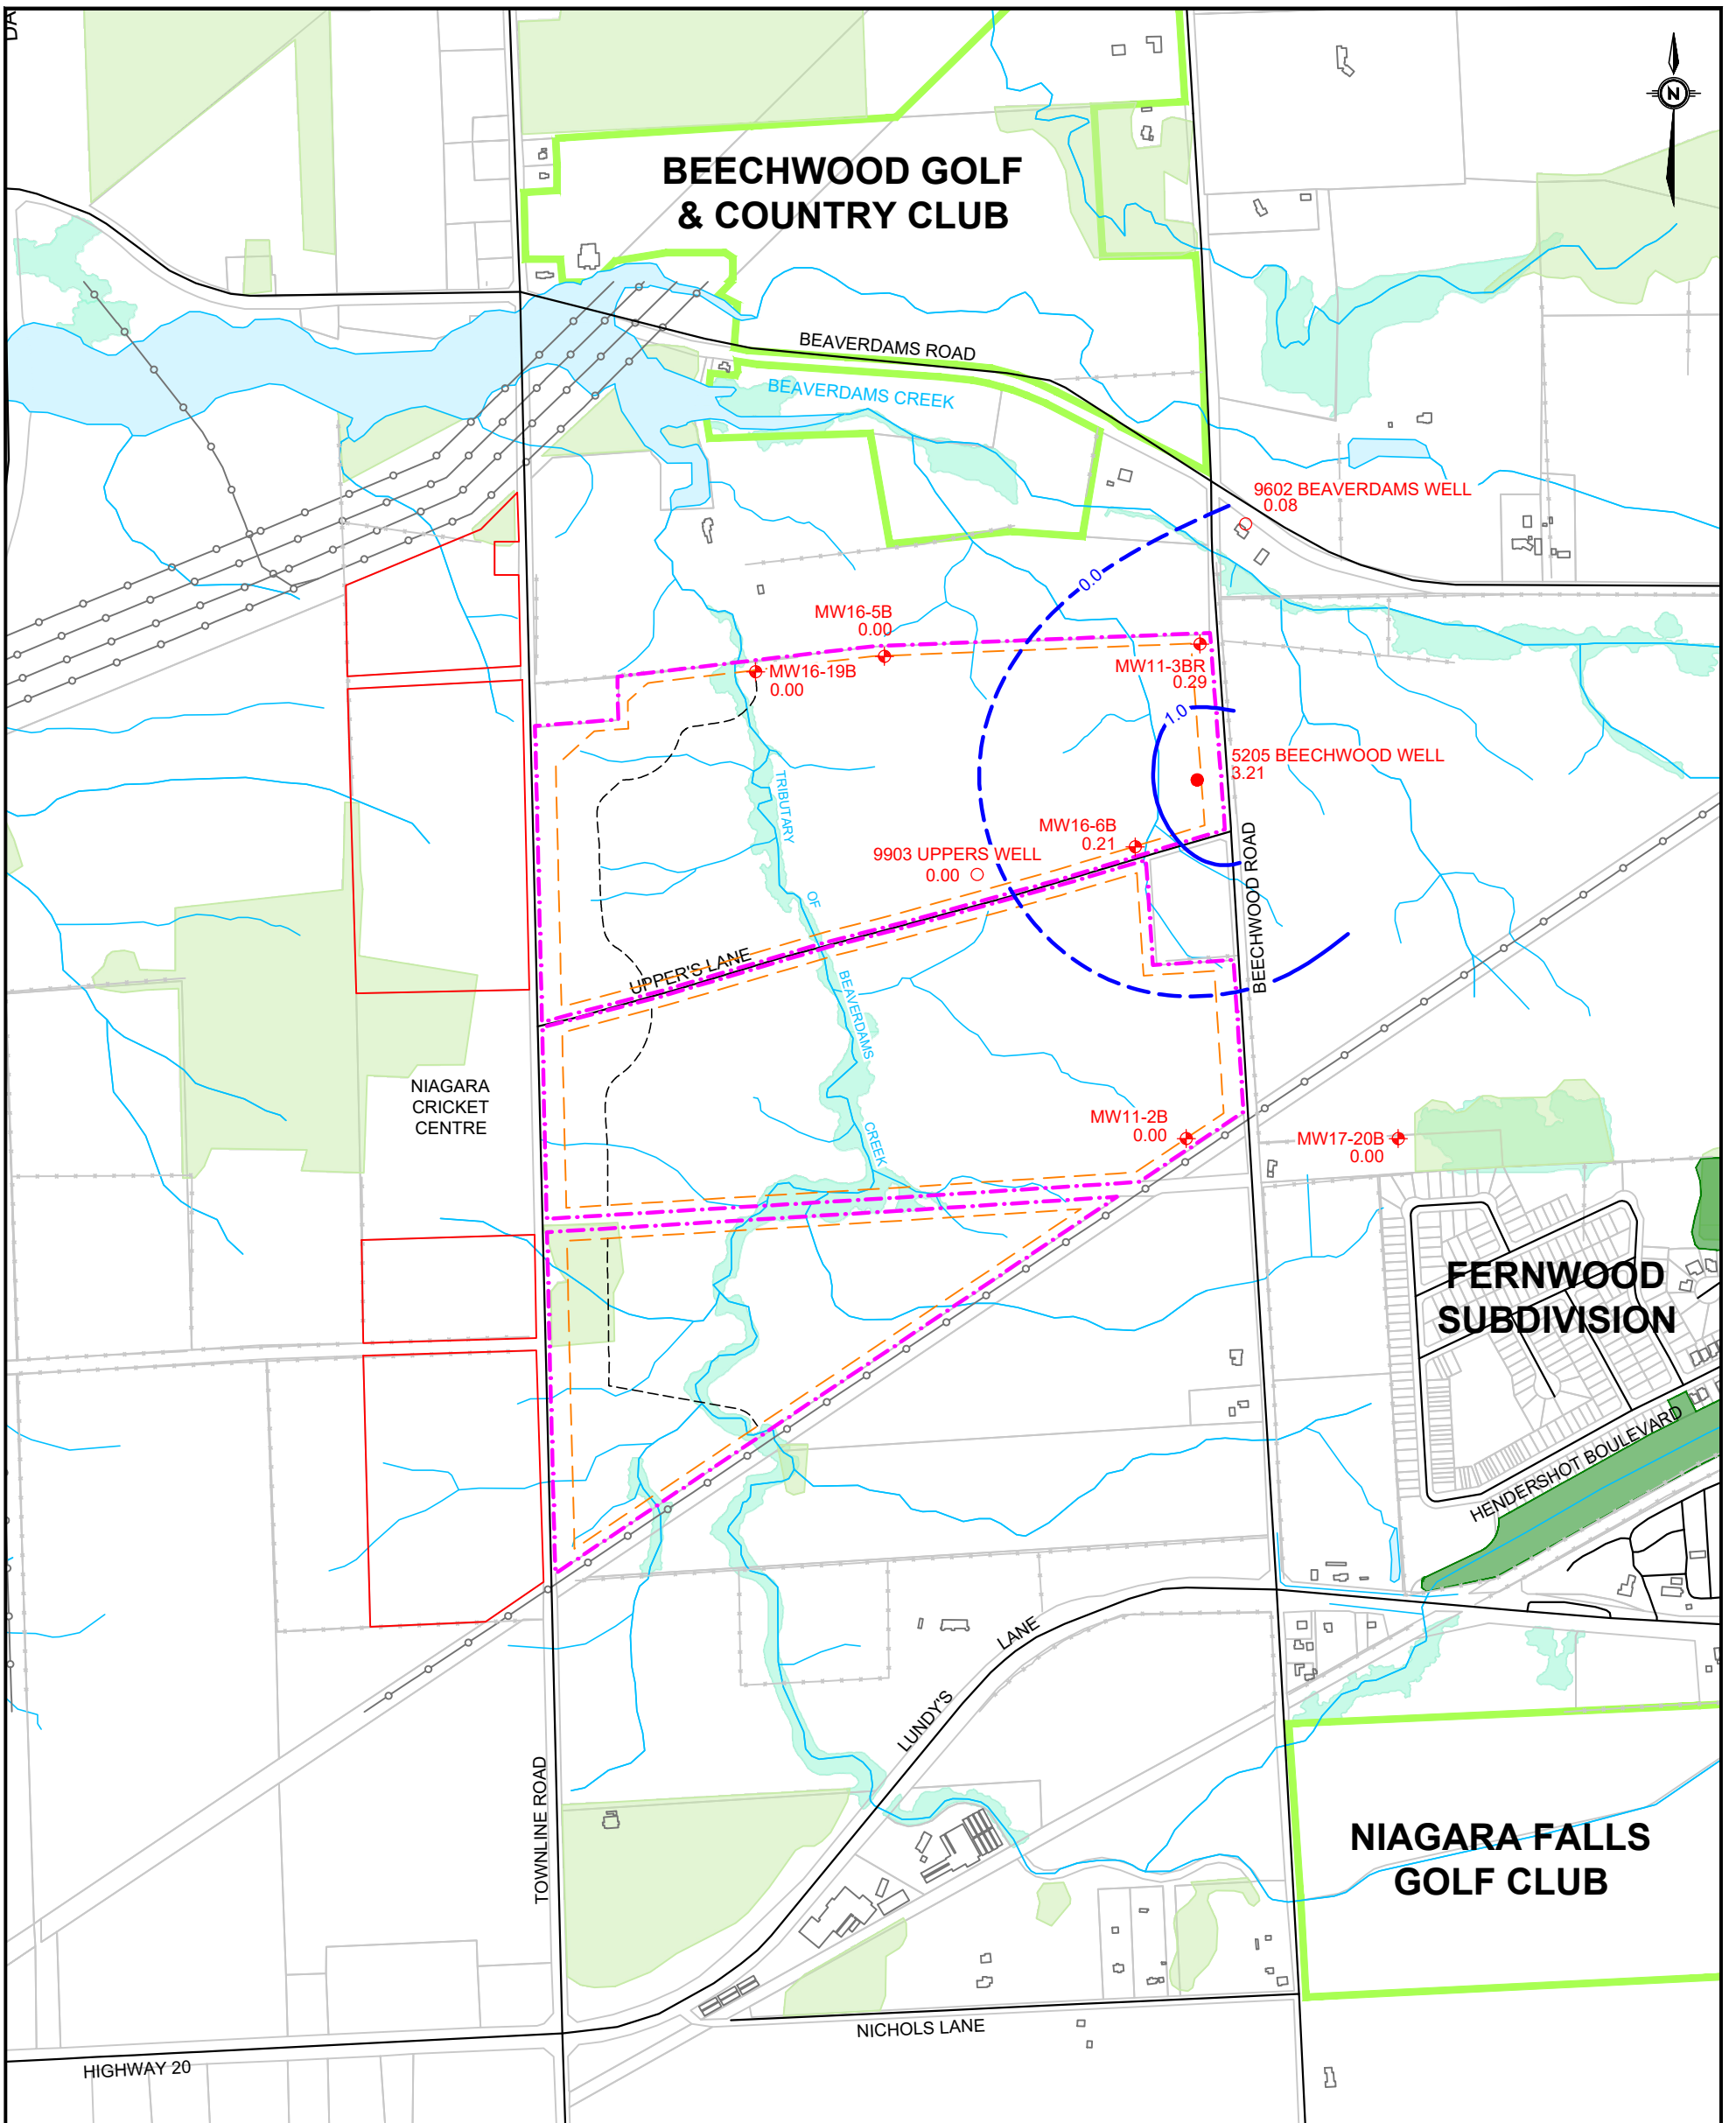 DA
N
BEECHWOOD GOLF
& COUNTRY CLUB
BEAVERDAMS ROAD
BEAVERDAMS CREEK
9602 BEAVERDAMS WELL
0.08
0.0
MW16-5B
0.00
MW16-19B
0.00
MW11-3BR
0.29
1.0
5205 BEECHWOOD WELL
3.21
TRIBUTARY
OF
BEAVERDAMS
CREEK
MW16-6B
0.21
9903 UPPERS WELL
0.00
BEECHWOOD ROAD
UPPER'S LANE
NIAGARA
CRICKET
CENTRE
MW11-2B
0.00
MW17-20B
0.00
FERNWOOD
SUBDIVISION
HENDERSHOT BOULEVARD
LUNDY'S
LANE
TOWNLINE ROAD
NIAGARA FALLS
GOLF CLUB
NICHOLS LANE
HIGHWAY 20